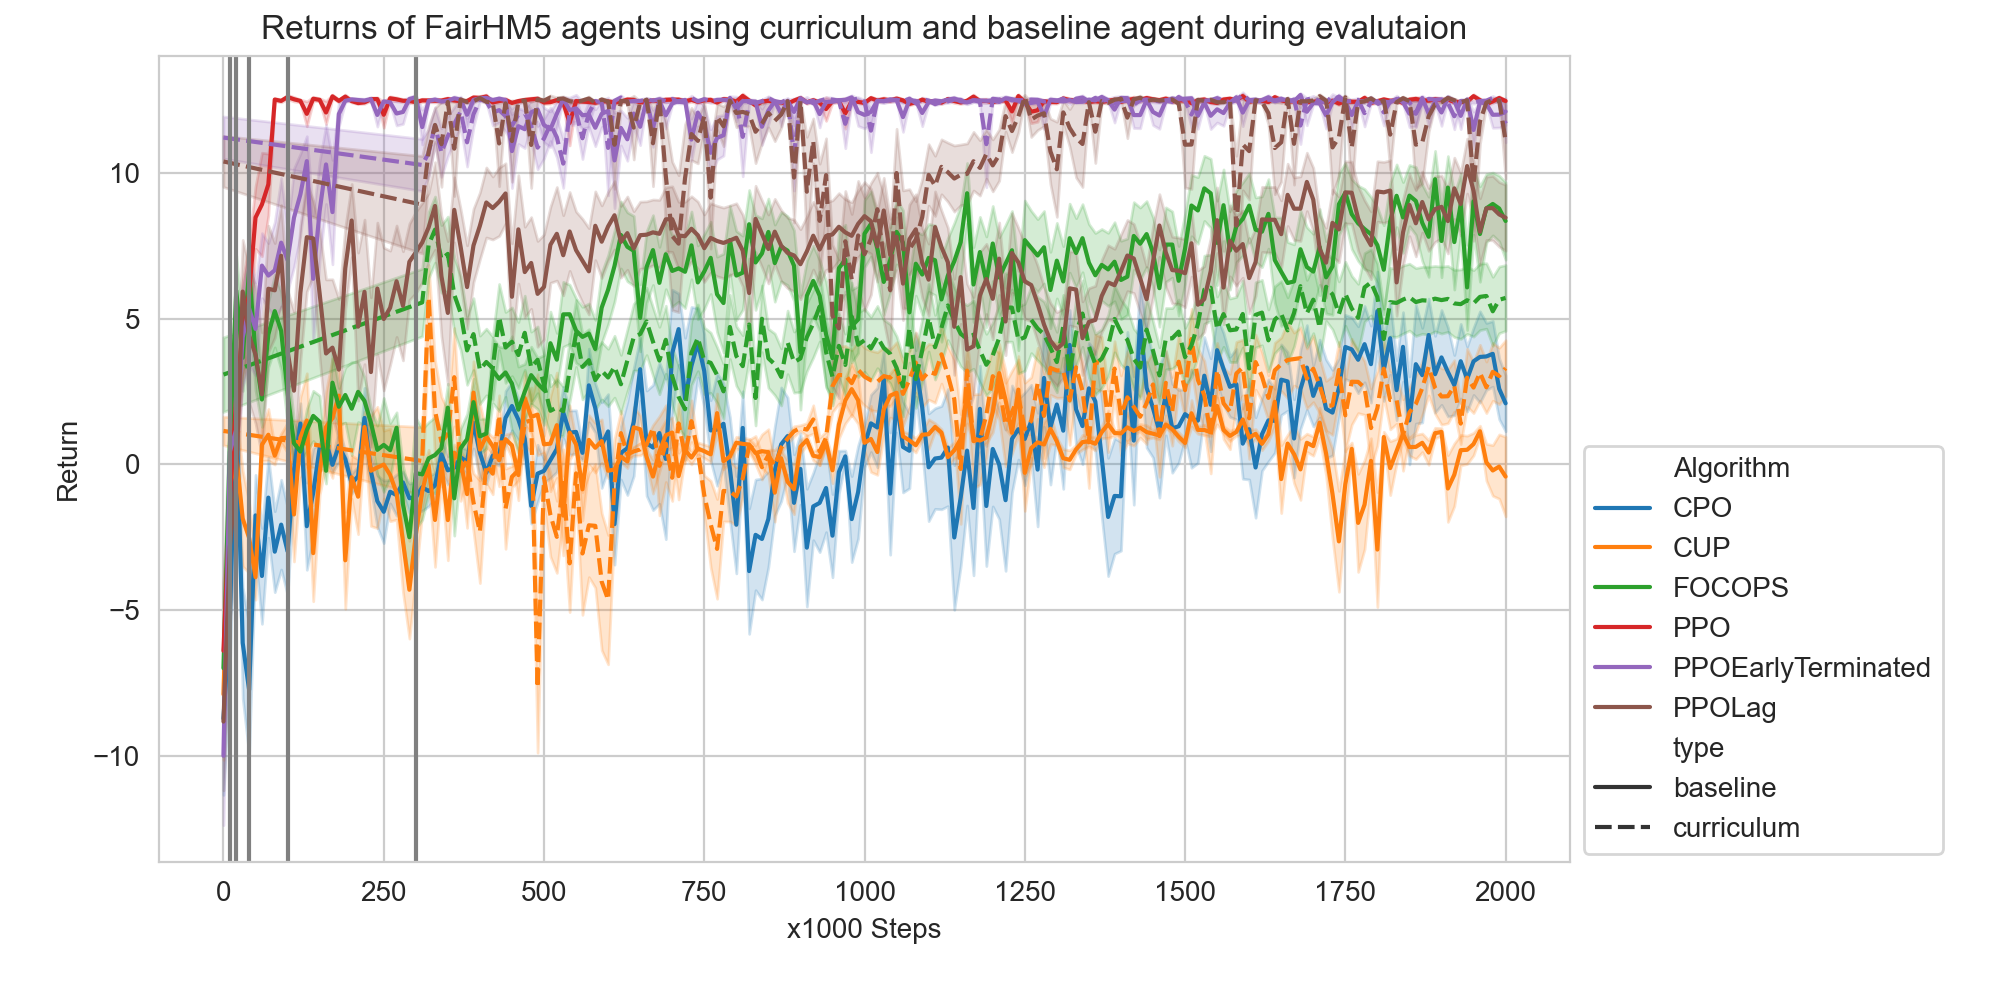 Returns of FairHM5 agents using curriculum and baseline agent during evalutaion
Return
10
5
0
−5
−10
0
250
500
750
1000
1250
1500
1750
2000
x1000 Steps
Algorithm
CPO
CUP
FOCOPS
PPO
PPOEarlyTerminated
PPOLag
type
baseline
curriculum